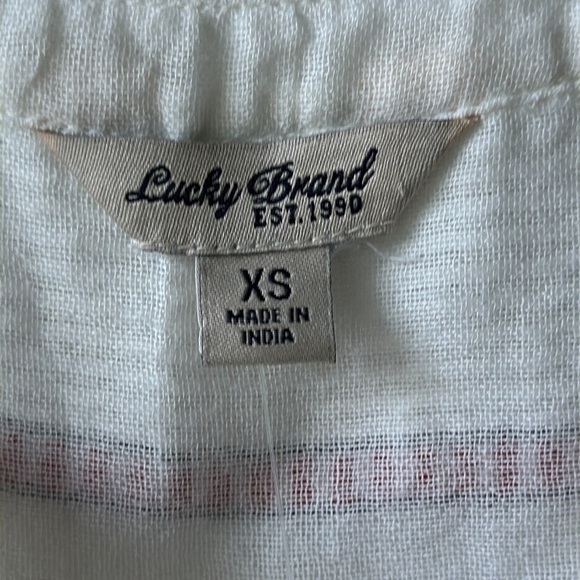 Lucky Brand
EST. 1990
XS
MADE IN
INDIA